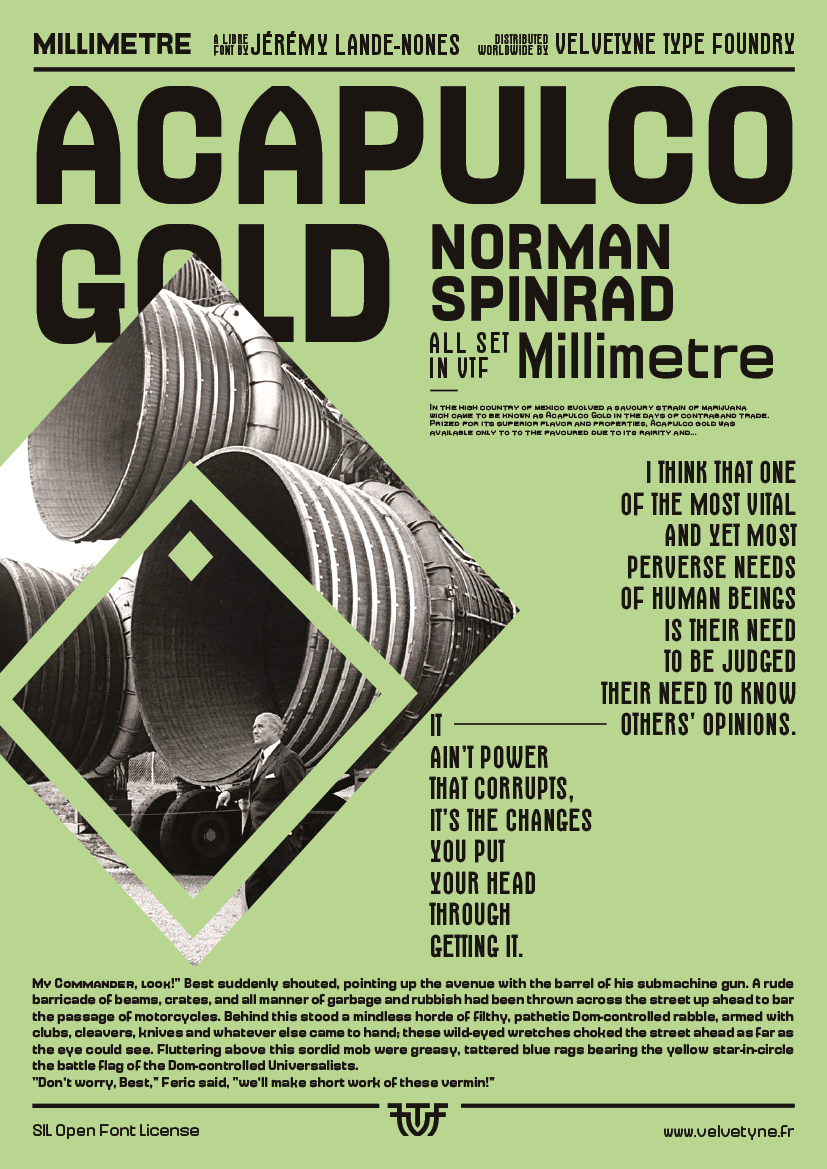 MILLIMETRE
A LIBRE
FONT BY
JÉRÉMY LANDE-NONES
DISTRIBUTED
WORLDWIDE BY
VELVETYNE TYPE FOUNDRY
ACAPULCO
GOLD
NORMAN
SPINRAD
ALL SET
IN VTF
Millimetre
IN THE HIGH COUNTRY OF MEXICO EVOLVED A SAVOURY STRAIN OF MARIJUANA
WICH CAME TO BE KNOWN AS ACAPULCO GOLD IN THE DAYS OF CONTRABAND TRADE.
PRIZED FOR ITS SUPERIOR FLAVOR AND PROPERTIES, ACAPULCO GOLD WAS
AVAILABLE ONLY TO TO THE FAVOURED DUE TO ITS RAIRITY AND...
I THINK THAT ONE
OF THE MOST VITAL
AND YET MOST
PERVERSE NEEDS
OF HUMAN BEINGS
IS THEIR NEED
TO BE JUDGED
THEIR NEED TO KNOW
OTHERS' OPINIONS.
IT
AIN'T POWER
THAT CORRUPTS,
IT'S THE CHANGES
YOU PUT
YOUR HEAD
THROUGH
GETTING IT.
MY COMMANDER, LOOK!" Best suddenly shouted, pointing up the avenue with the barrel of his submachine gun. A rude
barricade of beams, crates, and all manner of garbage and rubbish had been thrown across the street up ahead to bar
the passage of motorcycles. Behind this stood a mindless horde of filthy, pathetic Dom-controlled rabble, armed with
clubs, cleavers, knives and whatever else came to hand; these wild-eyed wretches choked the street ahead as far as
the eye could see. Fluttering above this sordid mob were greasy, tattered blue rags bearing the yellow star-in-circle
the battle flag of the Dom-controlled Universalists.
"Don't worry, Best," Feric said, "we'll make short work of these vermin!"
VTF
SIL Open Font License
www.velvetyne.fr